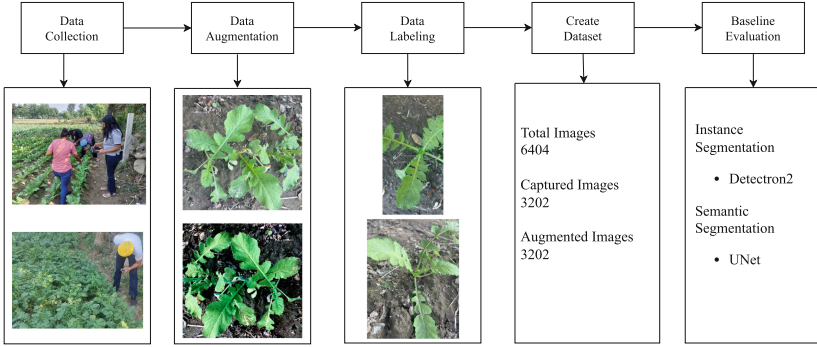 Data
Collection
Data
Augmentation
Data
Labeling
Create
Dataset
Baseline
Evaluation
Total Images
6404
Captured Images
3202
Augmented Images
3202
Instance
Segmentation
• Detectron2
Semantic
Segmentation
• UNet